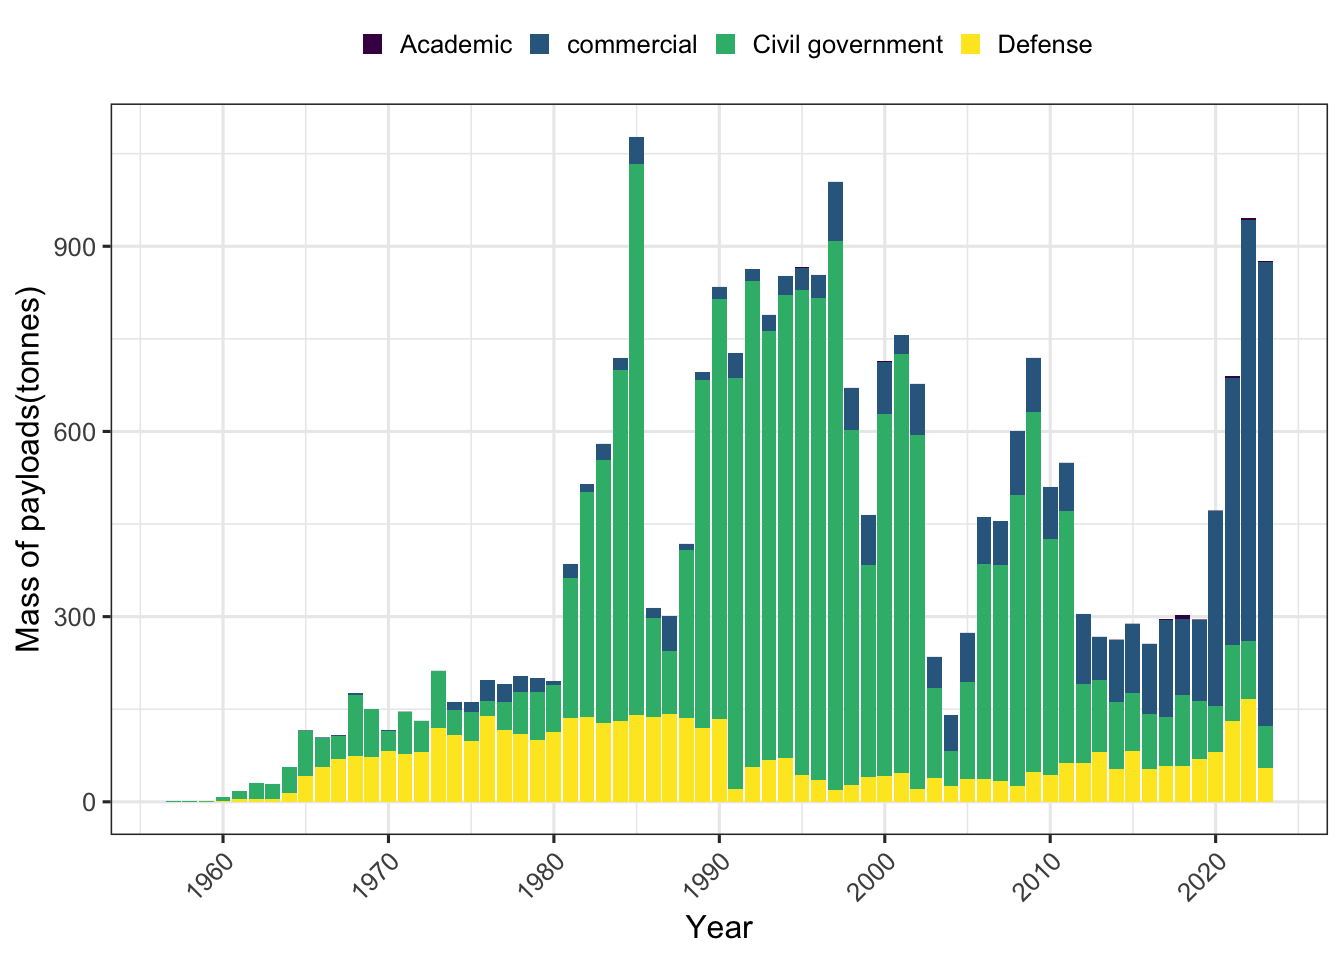 Academic commercial Civil government Defense
Mass of payloads(tonnes)
900
600
300
0
1960 1970 1980 1990 2000 2010 2020
Year